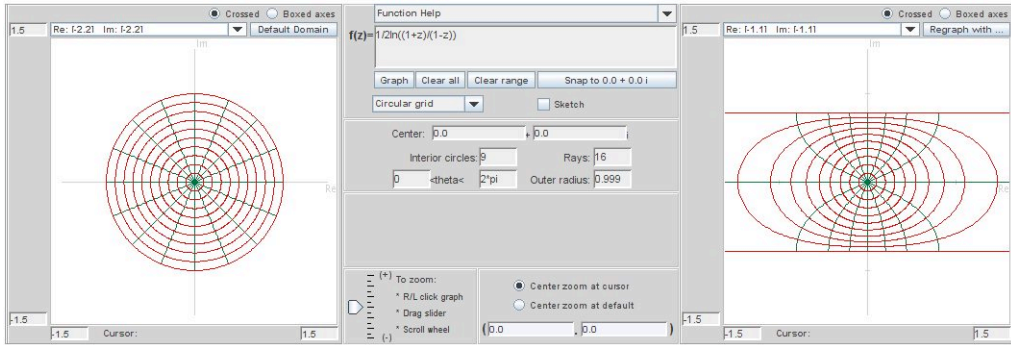 Crossed Boxed axes
1.5 Re: [-2.2] Im: [-2.2] Default Domain
Im
Re
-1.5
-1.5 Cursor: 1.5
Function Help
f(z)= 1/2ln((1+z)/(1-z))
Graph Clear all Clear range Snap to 0.0 + 0.0 i
Circular grid Sketch
Center: 0.0 + 0.0 i
Interior circles: 9 Rays: 16
0 <theta< 2*pi Outer radius: 0.999
(+) To zoom:
* R/L click graph
* Drag slider
* Scroll wheel
(-)
Center zoom at cursor
Center zoom at default
(0.0 , 0.0 )
Crossed Boxed axes
1.5 Re: [-1.1] Im: [-1.1] Regraph with ...
Im
Re
-1.5
-1.5 Cursor: 1.5